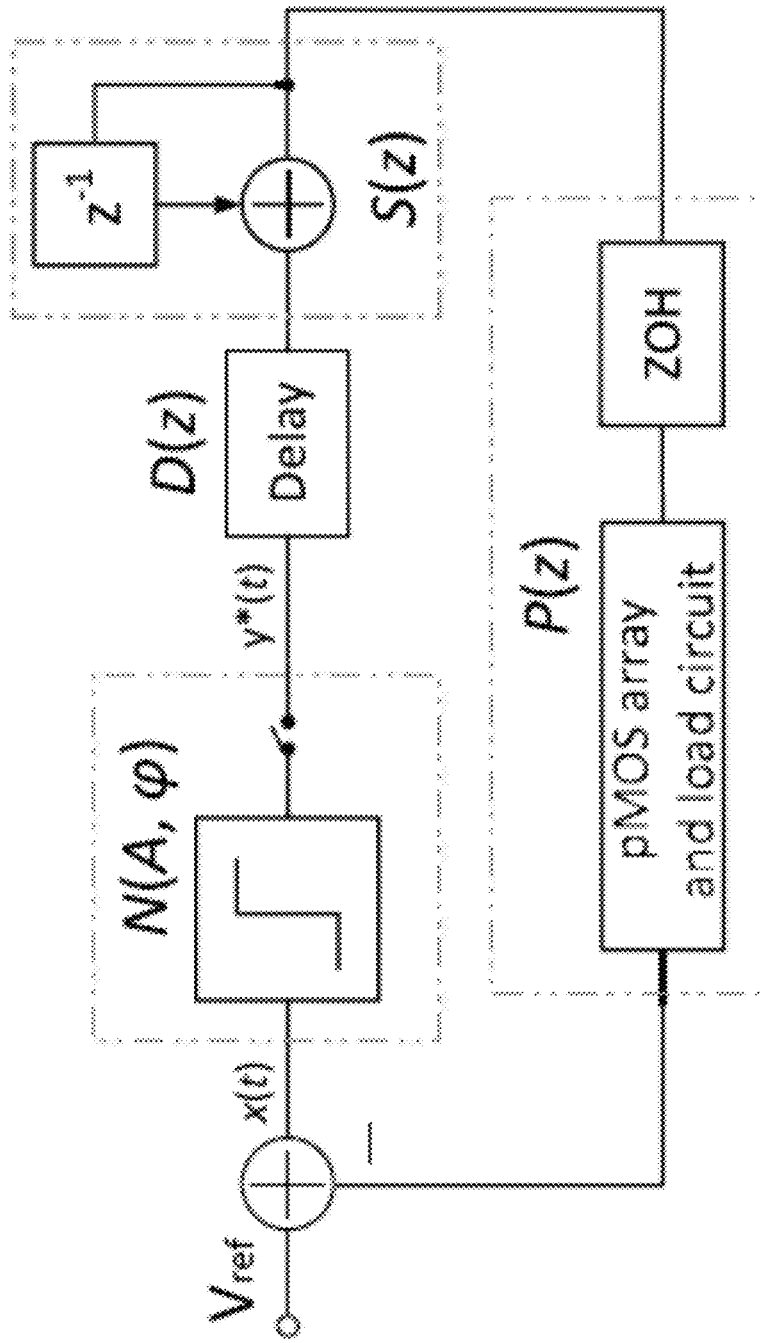 V_ref
x(t)
N(A, φ)
y*(t)
D(z)
Delay
z⁻¹
S(z)
P(z)
pMOS array
and load circuit
ZOH